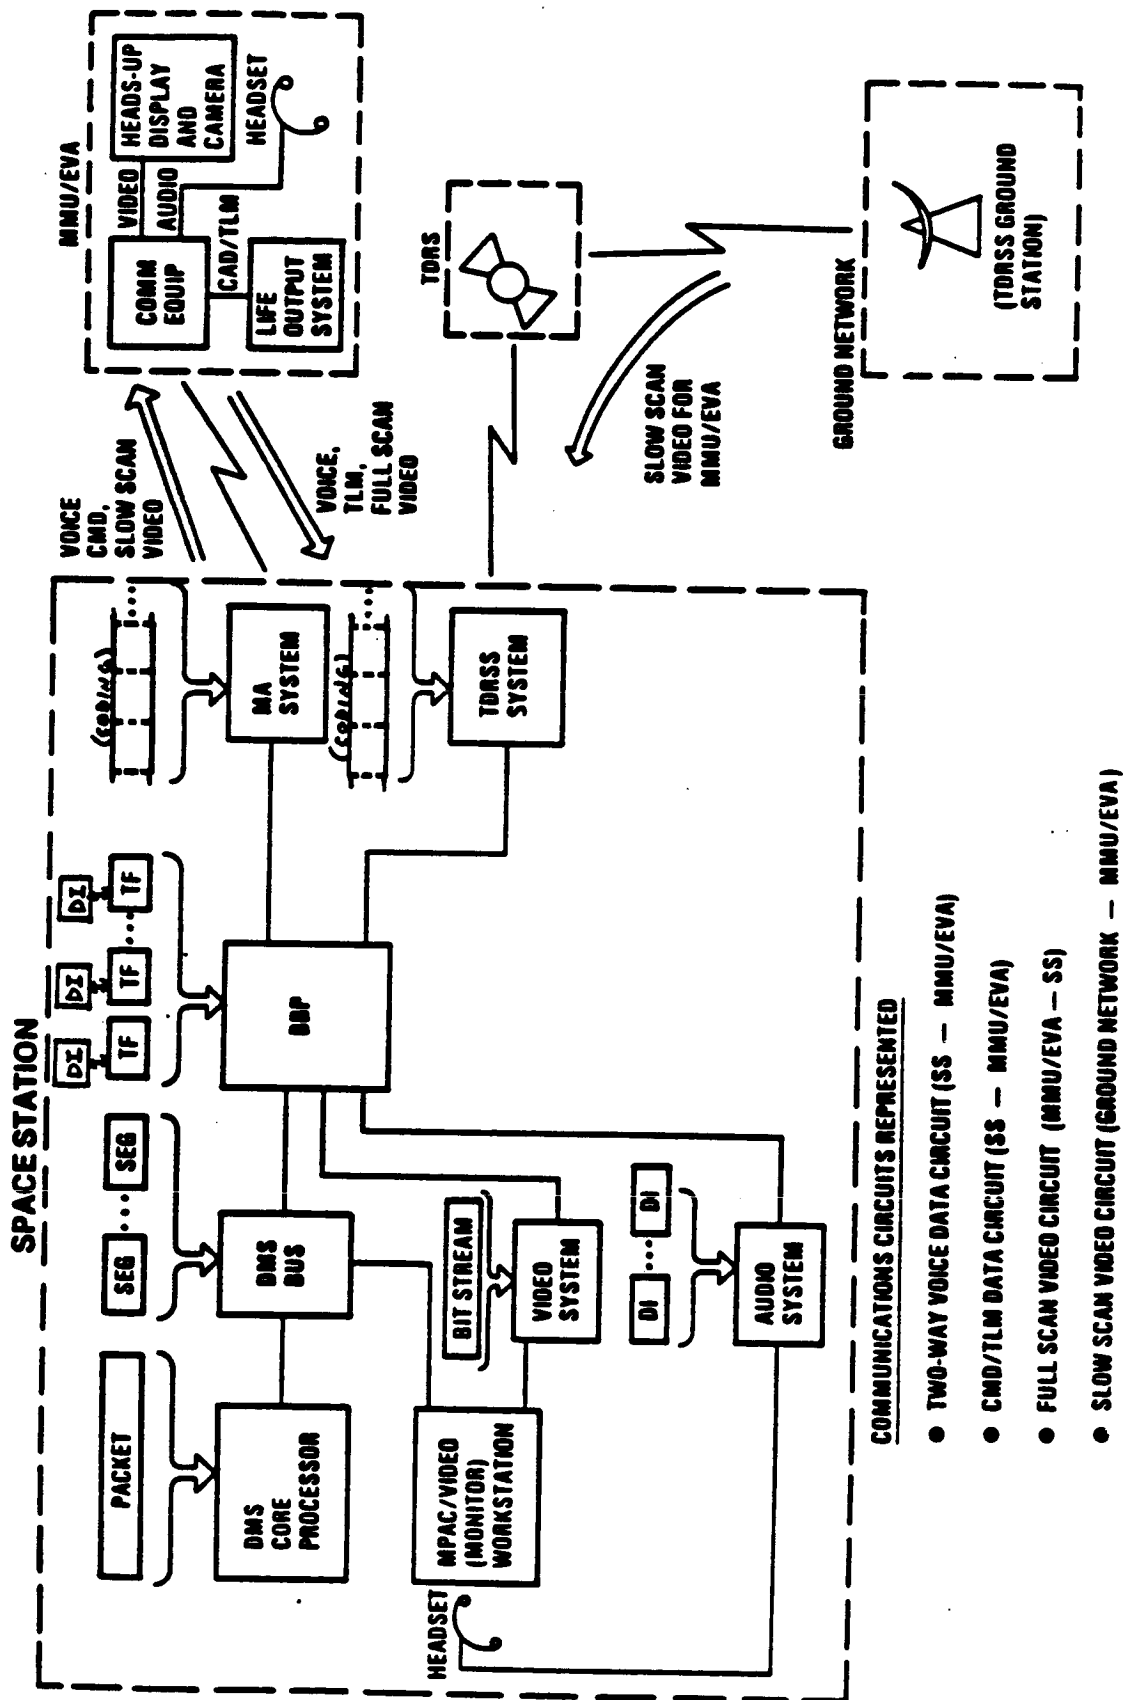 SPACE STATION
PACKET
DMS
CORE
PROCESSOR
SEG ... SEG
DMS
BUS
DI
DI
DI
TF
TF ... TF
BBP
(CODING)
...
MA
SYSTEM
(CODING)
...
TDRSS
SYSTEM
HEADSET
MPAC/VIDEO
(MONITOR)
WORKSTATION
BIT STREAM
VIDEO
SYSTEM
DI ... DI
AUDIO
SYSTEM
VOICE
CMD,
SLOW SCAN
VIDEO
VOICE,
TLM,
FULL SCAN
VIDEO
MMU/EVA
COMM
EQUIP
VIDEO
AUDIO
HEADS-UP
DISPLAY
AND
CAMERA
HEADSET
CAD/TLM
LIFE
OUTPUT
SYSTEM
TDRS
SLOW SCAN
VIDEO FOR
MMU/EVA
GROUND NETWORK
(TDRSS GROUND
STATION)
COMMUNICATIONS CIRCUITS REPRESENTED
● TWO-WAY VOICE DATA CIRCUIT (SS — MMU/EVA)
● CMD/TLM DATA CIRCUIT (SS — MMU/EVA)
● FULL SCAN VIDEO CIRCUIT (MMU/EVA — SS)
● SLOW SCAN VIDEO CIRCUIT (GROUND NETWORK — MMU/EVA)